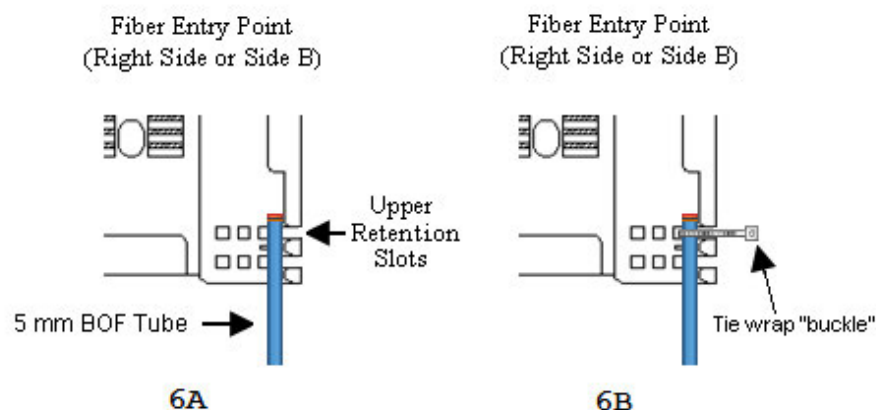 Fiber Entry Point
(Right Side or Side B)
Upper
Retention
Slots
5 mm BOF Tube
6A
Fiber Entry Point
(Right Side or Side B)
Tie wrap "buckle"
6B